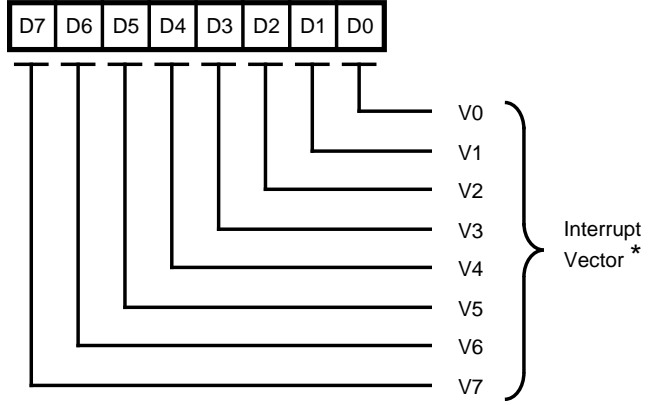 D7 D6 D5 D4 D3 D2 D1 D0
V0
V1
V2
V3
V4
V5
V6
V7
Interrupt
Vector *